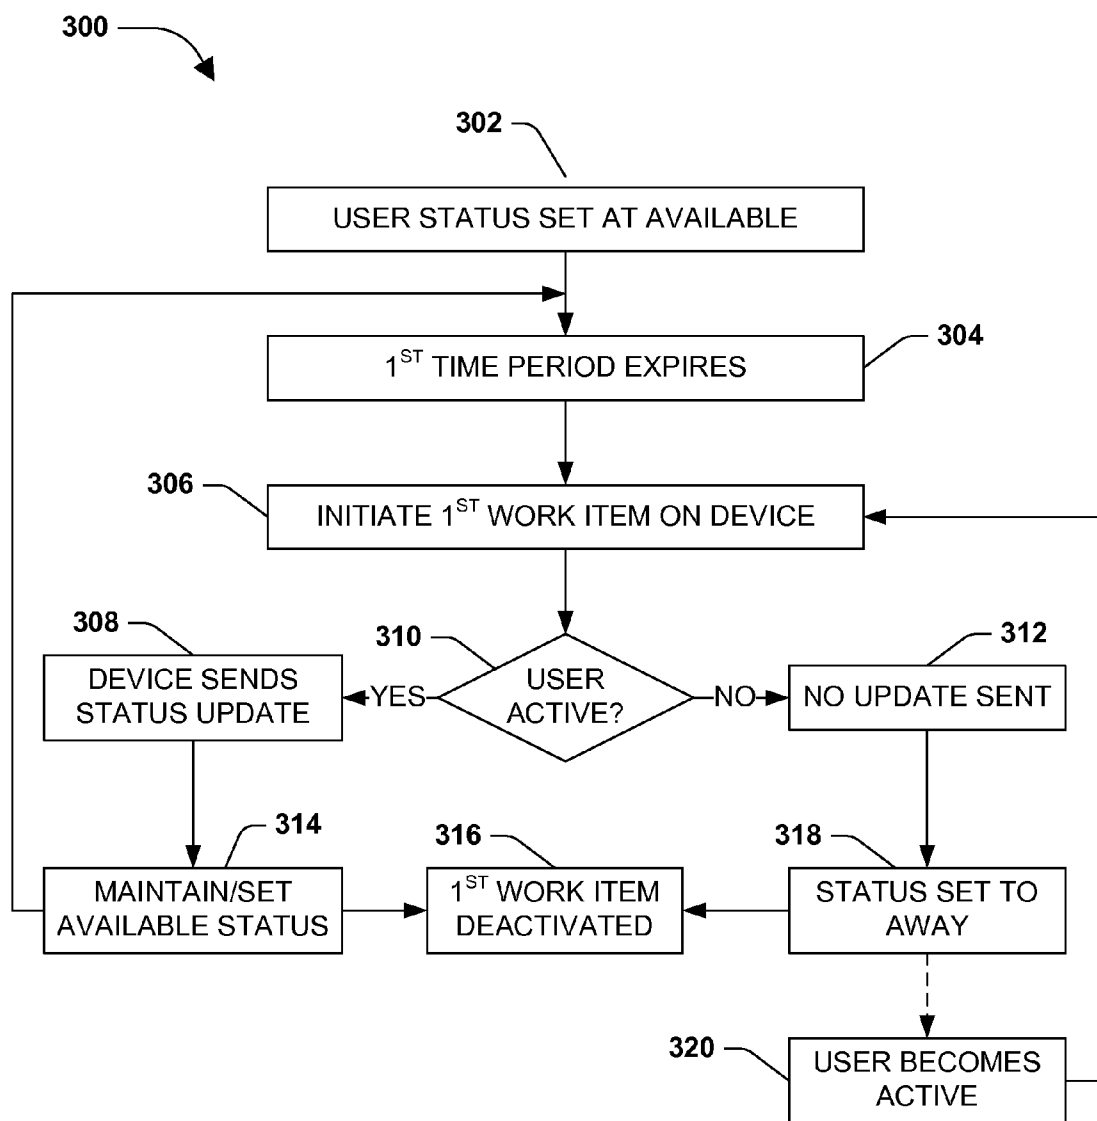 300
302
USER STATUS SET AT AVAILABLE
304
1ST TIME PERIOD EXPIRES
306
INITIATE 1ST WORK ITEM ON DEVICE
308
310
312
DEVICE SENDS
STATUS UPDATE
YES
USER
ACTIVE?
NO
NO UPDATE SENT
314
316
318
MAINTAIN/SET
AVAILABLE STATUS
1ST WORK ITEM
DEACTIVATED
STATUS SET TO
AWAY
320
USER BECOMES
ACTIVE